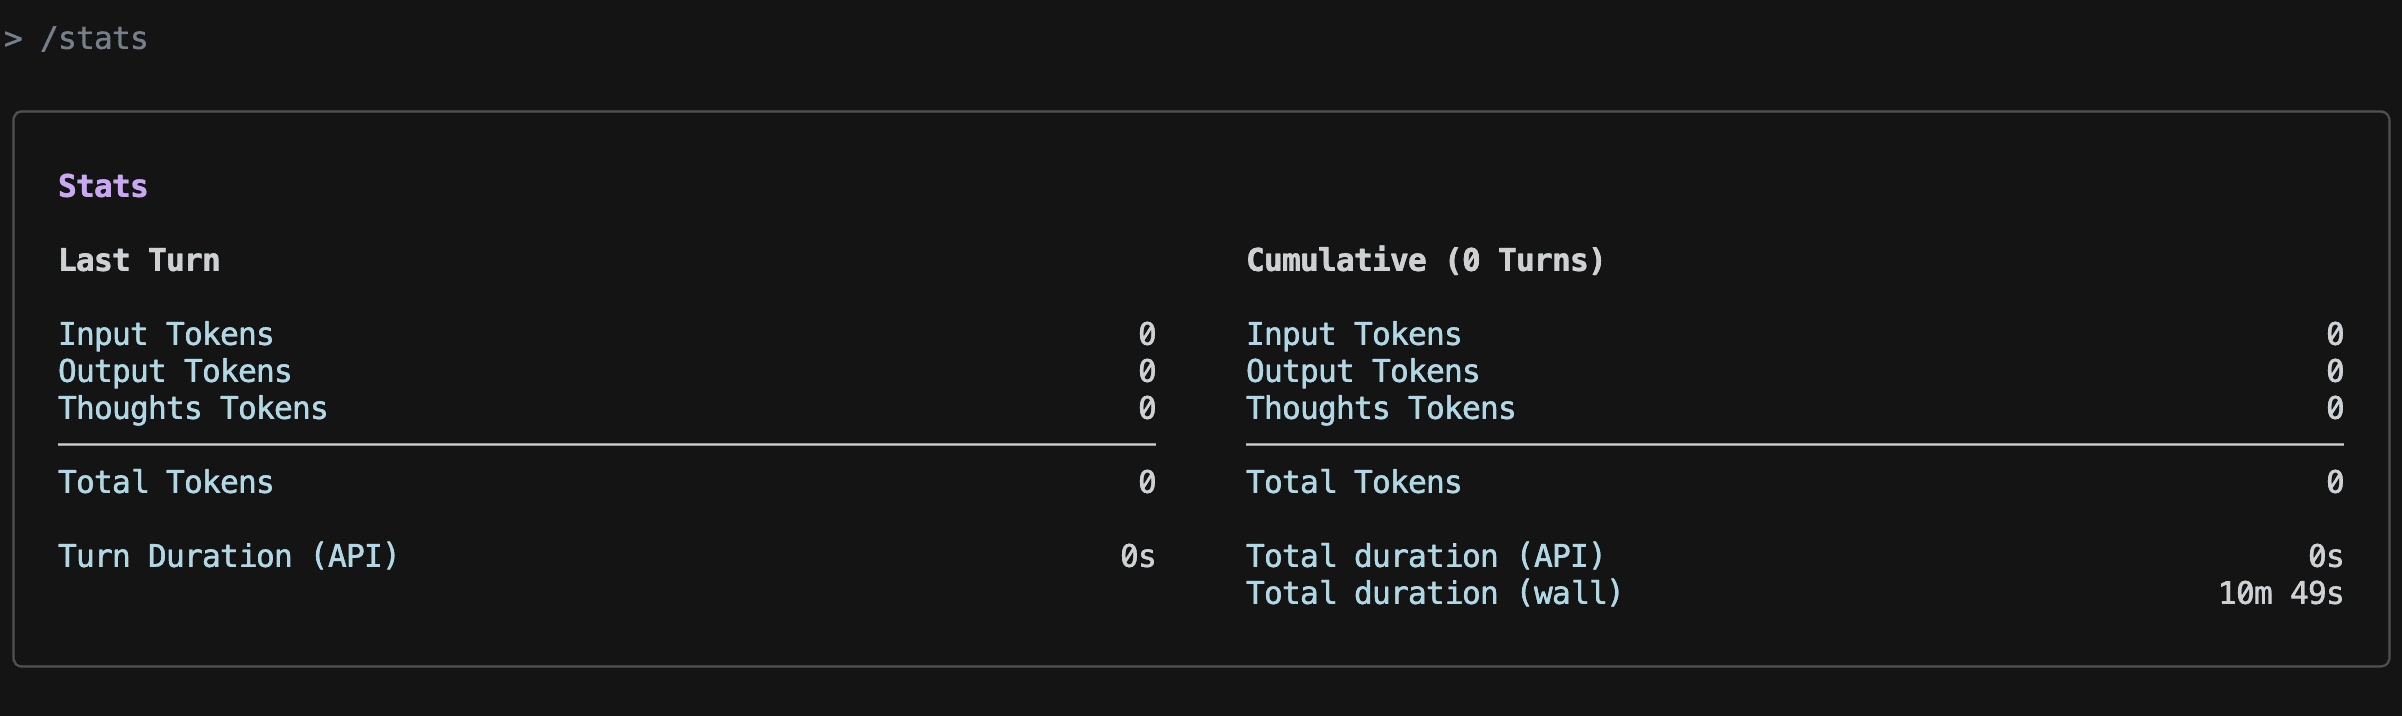 > /stats
Stats
Last Turn
Input Tokens 0
Output Tokens 0
Thoughts Tokens 0
Total Tokens 0
Turn Duration (API) 0s
Cumulative (0 Turns)
Input Tokens 0
Output Tokens 0
Thoughts Tokens 0
Total Tokens 0
Total duration (API) 0s
Total duration (wall) 10m 49s